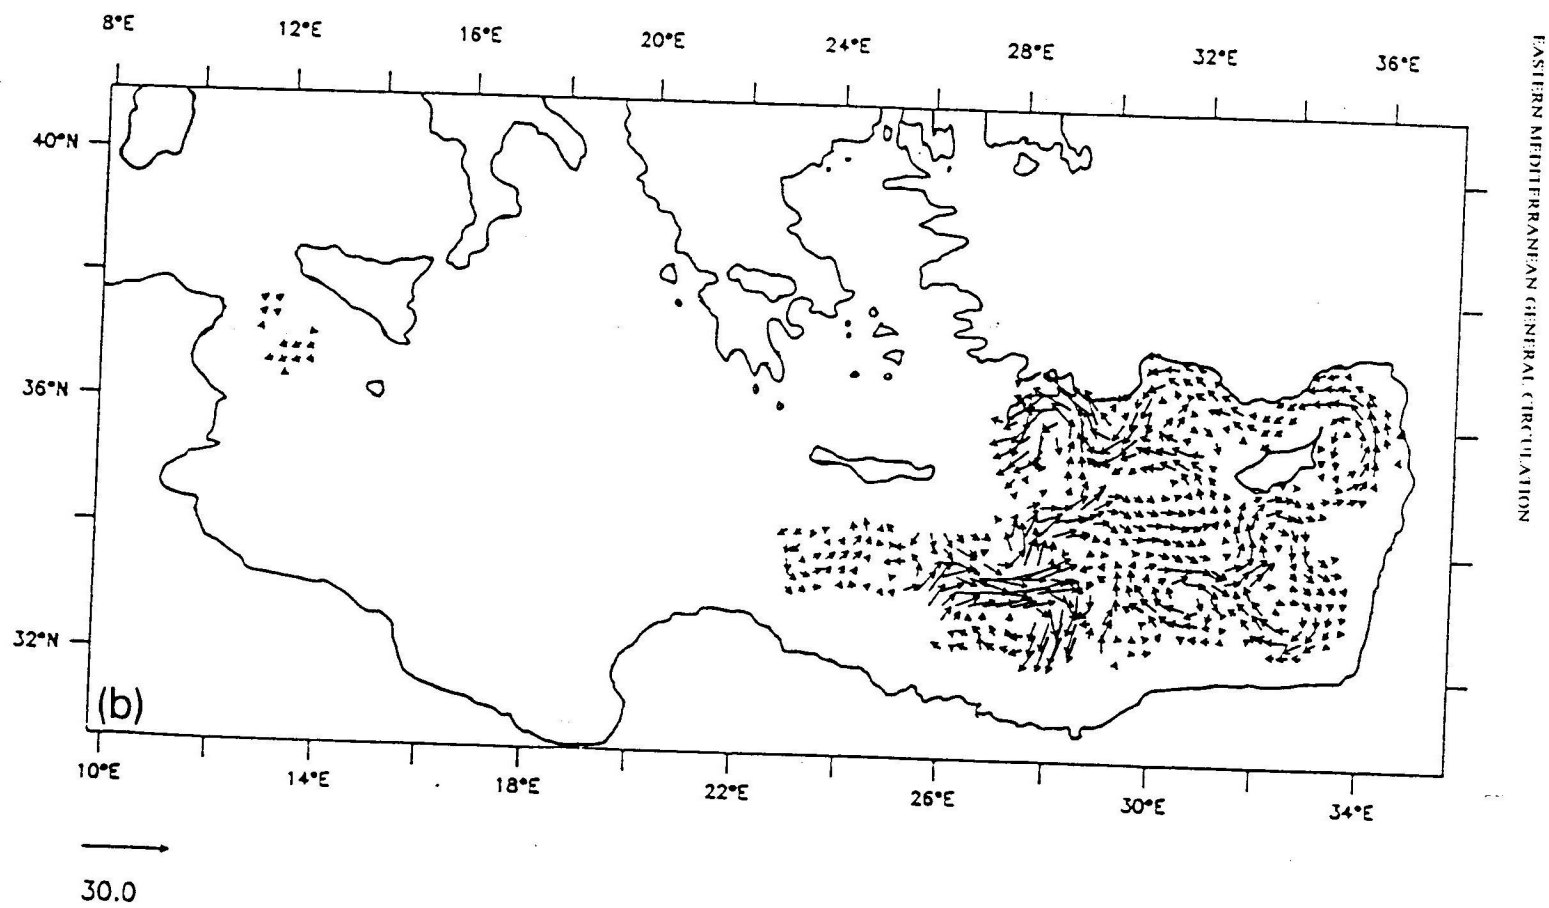 8°E 12°E 16°E 20°E 24°E 28°E 32°E 36°E
40°N
36°N
32°N
(b)
10°E 14°E 18°E 22°E 26°E 30°E 34°E
30.0
EASTERN MEDITERRANEAN GENERAL CIRCULATION